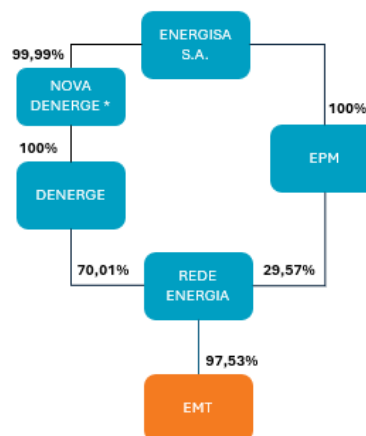 ENERGISA
S.A.
99,99%
NOVA
DENERGE *
100%
100%
EPM
DENERGE
70,01%
REDE
ENERGIA
29,57%
97,53%
EMT